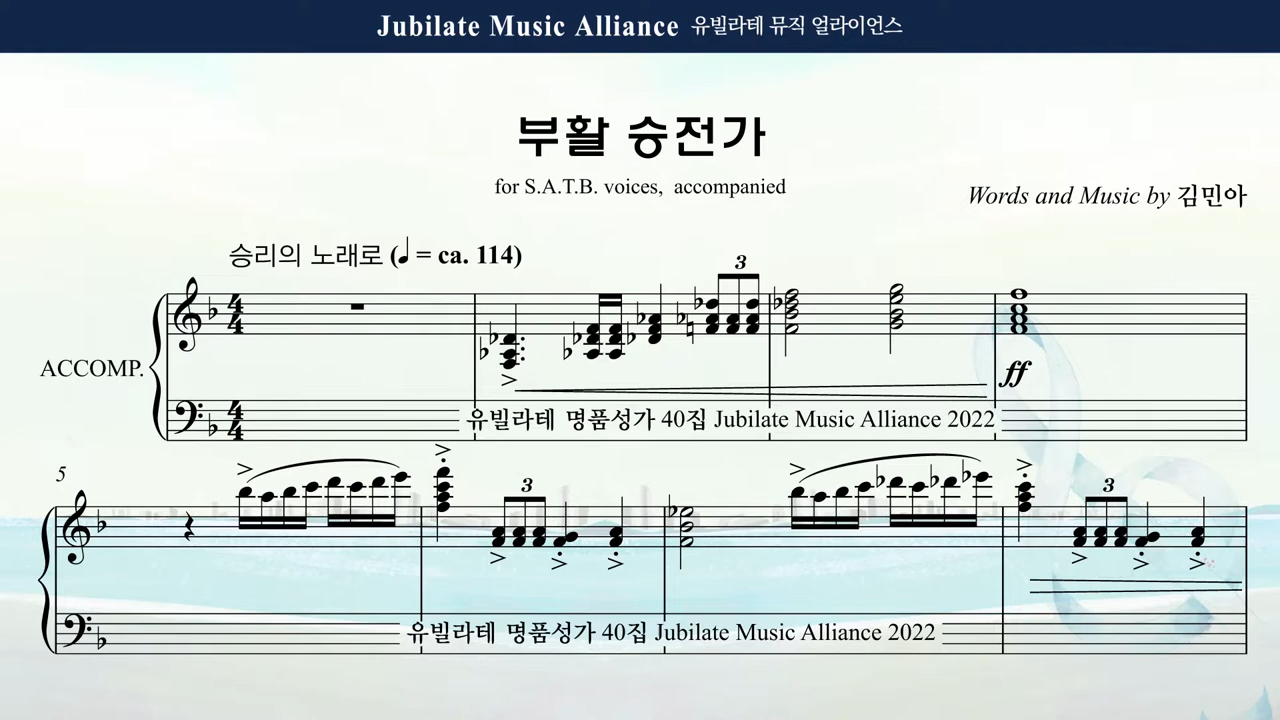 Jubilate Music Alliance 유빌라테 뮤직 얼라이언스
부활 승전가
for S.A.T.B. voices, accompanied
Words and Music by 김민아
승리의 노래로 (♩ = ca. 114)
3
ACCOMP.
ff
유빌라테 명품성가 40집 Jubilate Music Alliance 2022
5
3
3
유빌라테 명품성가 40집 Jubilate Music Alliance 2022